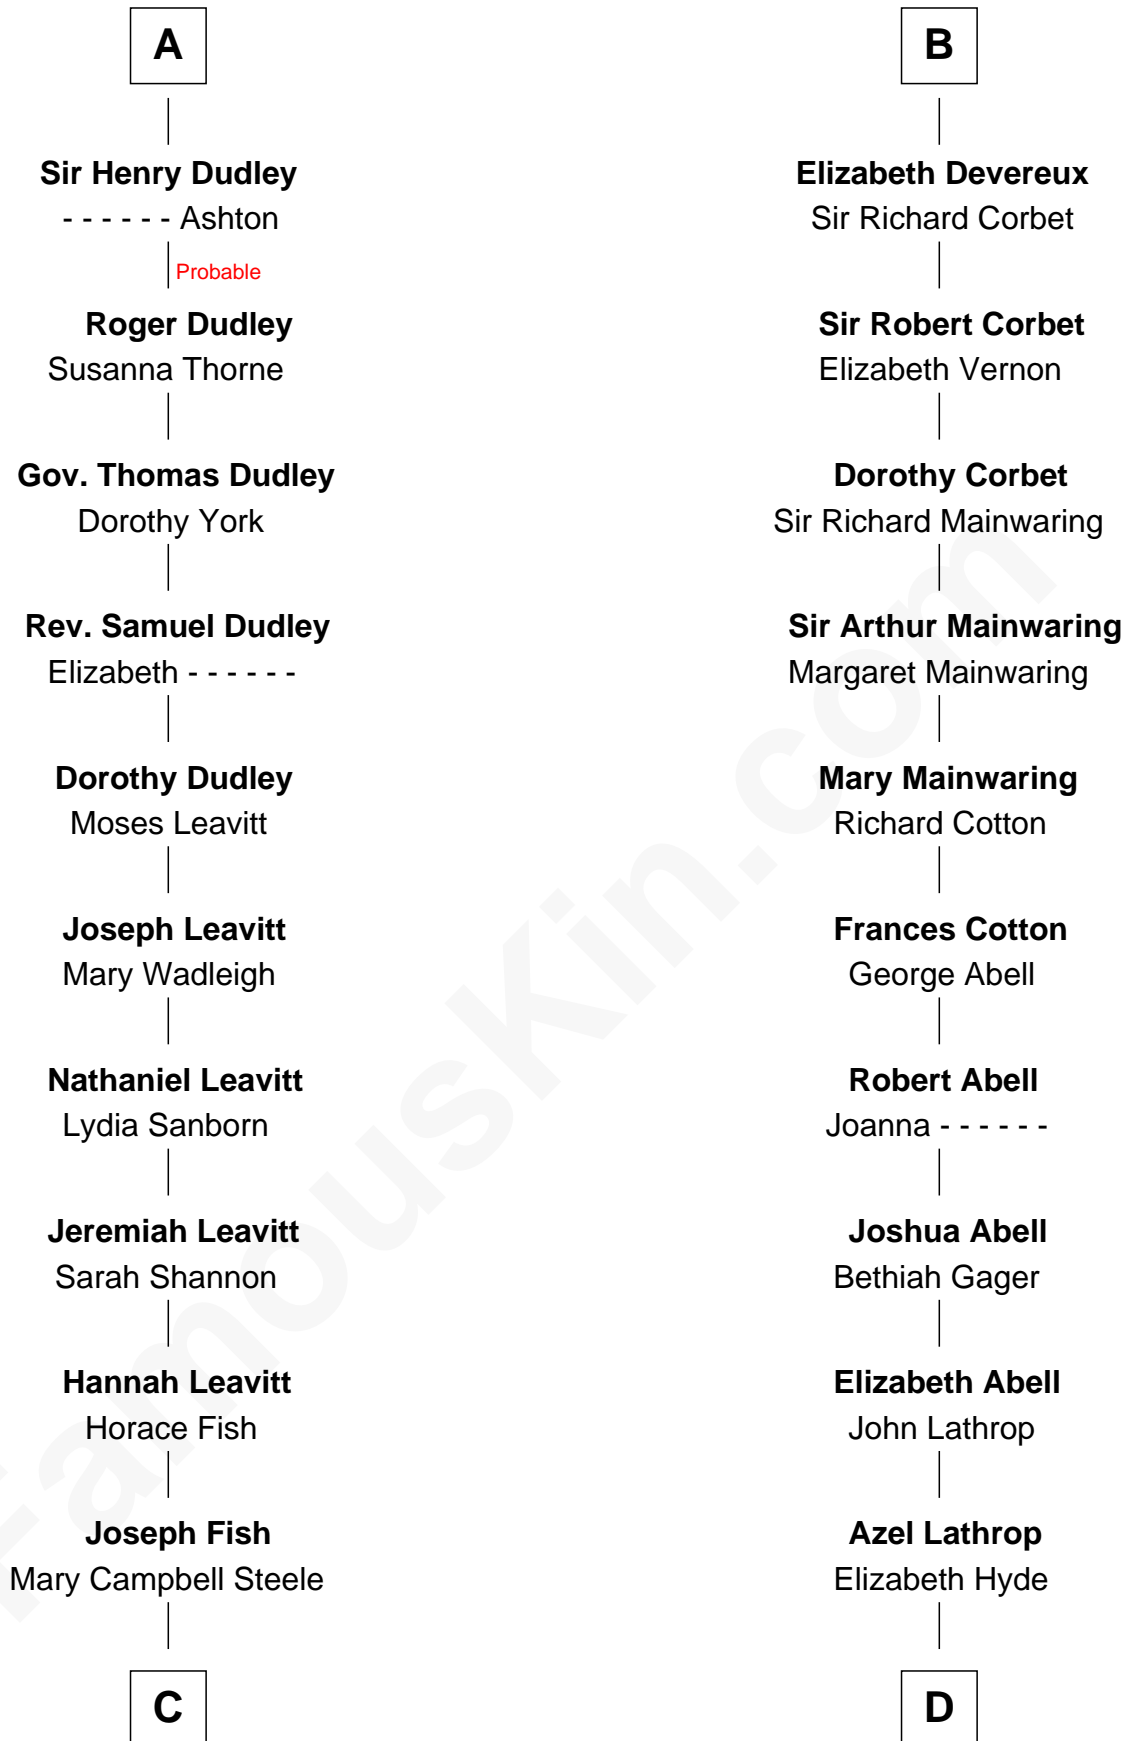 A
Sir Henry Dudley
- - - - - - Ashton
Probable
Roger Dudley
Susanna Thorne
Gov. Thomas Dudley
Dorothy York
Rev. Samuel Dudley
Elizabeth - - - - - -
Dorothy Dudley
Moses Leavitt
Joseph Leavitt
Mary Wadleigh
Nathaniel Leavitt
Lydia Sanborn
Jeremiah Leavitt
Sarah Shannon
Hannah Leavitt
Horace Fish
Joseph Fish
Mary Campbell Steele
C
B
Elizabeth Devereux
Sir Richard Corbet
Sir Robert Corbet
Elizabeth Vernon
Dorothy Corbet
Sir Richard Mainwaring
Sir Arthur Mainwaring
Margaret Mainwaring
Mary Mainwaring
Richard Cotton
Frances Cotton
George Abell
Robert Abell
Joanna - - - - - -
Joshua Abell
Bethiah Gager
Elizabeth Abell
John Lathrop
Azel Lathrop
Elizabeth Hyde
D
FamousKin.com